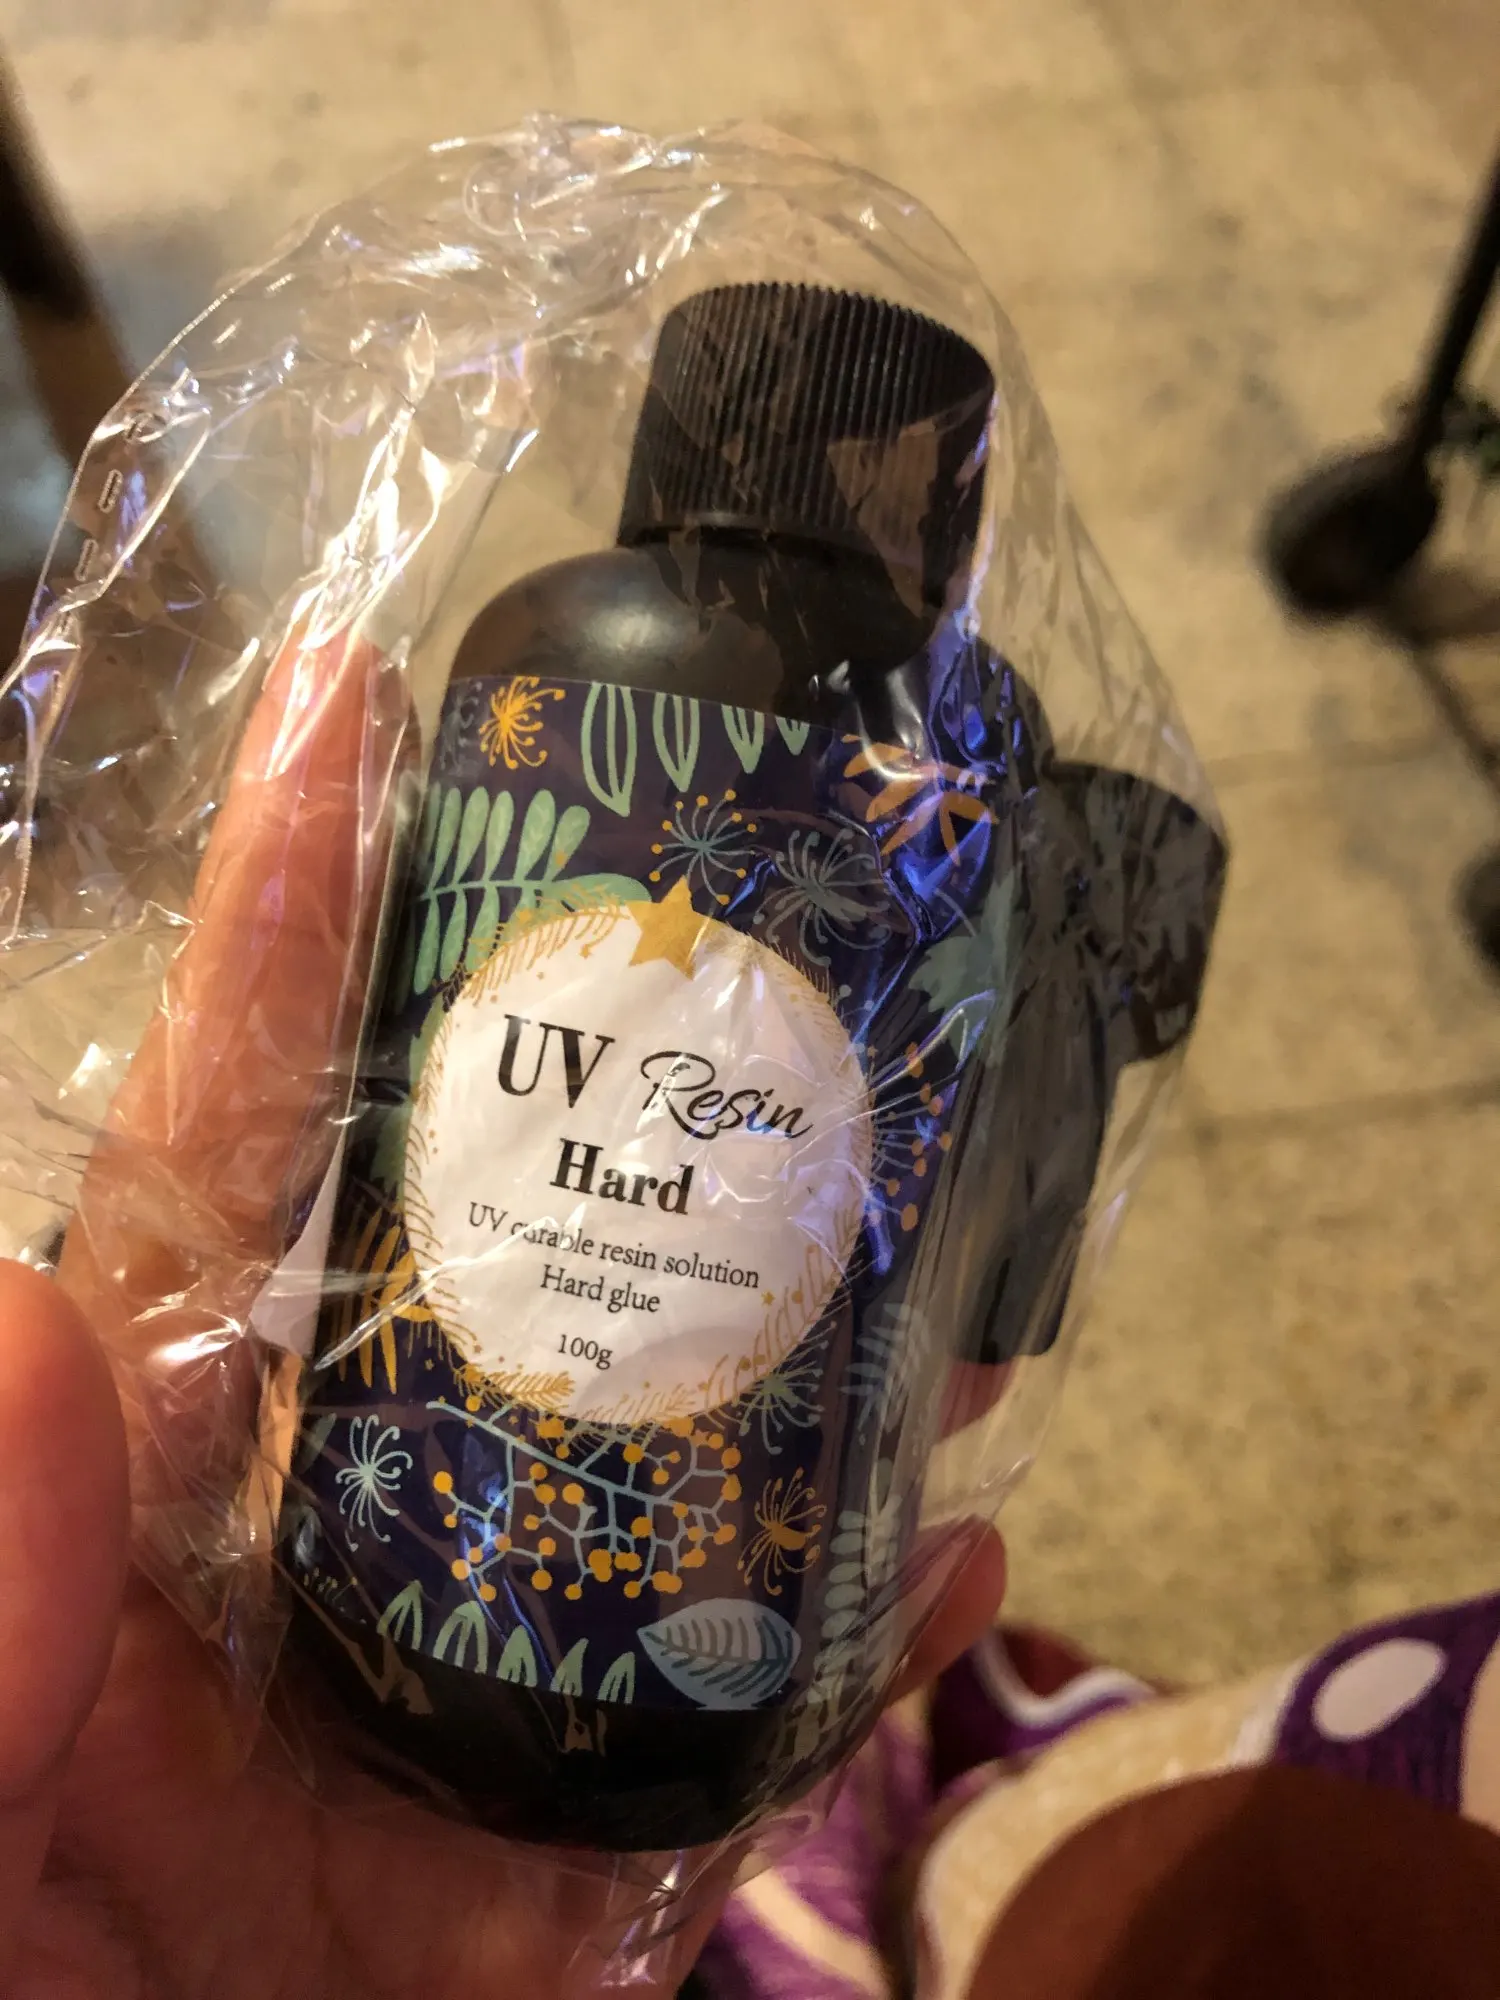 UV Resin
Hard
UV curable resin solution
Hard glue
100g